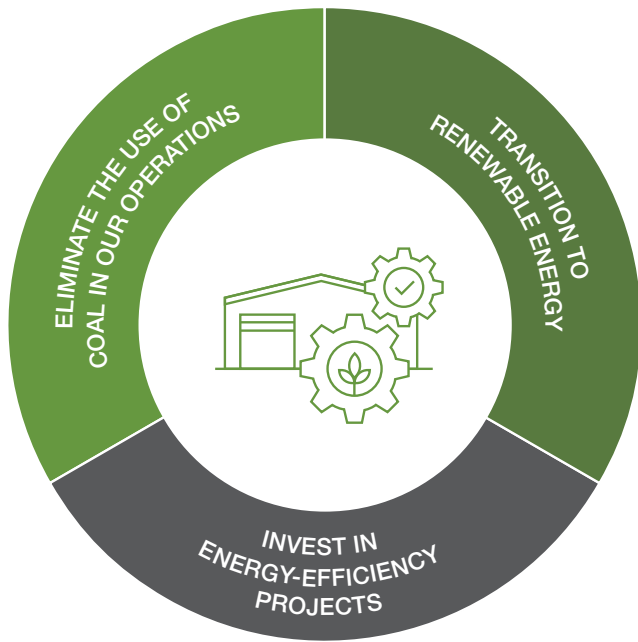 ELIMINATE THE USE OF
COAL IN OUR OPERATIONS
TRANSITION TO
RENEWABLE ENERGY
INVEST IN
ENERGY-EFFICIENCY
PROJECTS